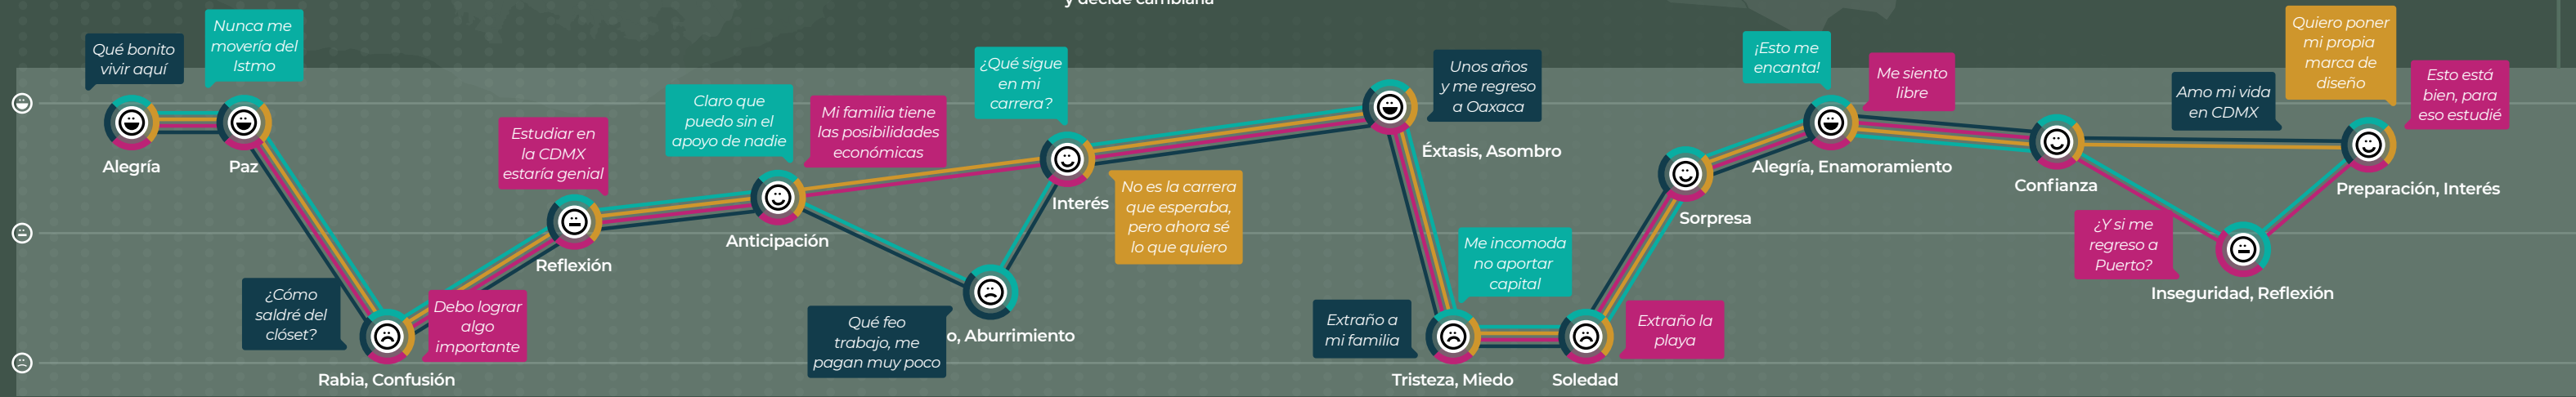 y decide cambiarla
Qué bonito
vivir aquí
Alegría
Nunca me
movería del
Istmo
Paz
¿Cómo
saldré del
clóset?
Debo lograr
algo
importante
Rabia, Confusión
Estudiar en
la CDMX
estaría genial
Reflexión
Claro que
puedo sin el
apoyo de nadie
Mi familia tiene
las posibilidades
económicas
Anticipación
Qué feo
trabajo, me
pagan muy poco
o, Aburrimiento
¿Qué sigue
en mi
carrera?
Interés
No es la carrera
que esperaba,
pero ahora sé
lo que quiero
Unos años
y me regreso
a Oaxaca
Éxtasis, Asombro
Extraño a
mi familia
Me incomoda
no aportar
capital
Tristeza, Miedo
Soledad
Extraño la
playa
Sorpresa
¡Esto me
encanta!
Me siento
libre
Alegría, Enamoramiento
Confianza
¿Y si me
regreso a
Puerto?
Inseguridad, Reflexión
Amo mi vida
en CDMX
Quiero poner
mi propia
marca de
diseño
Esto está
bien, para
eso estudié
Preparación, Interés